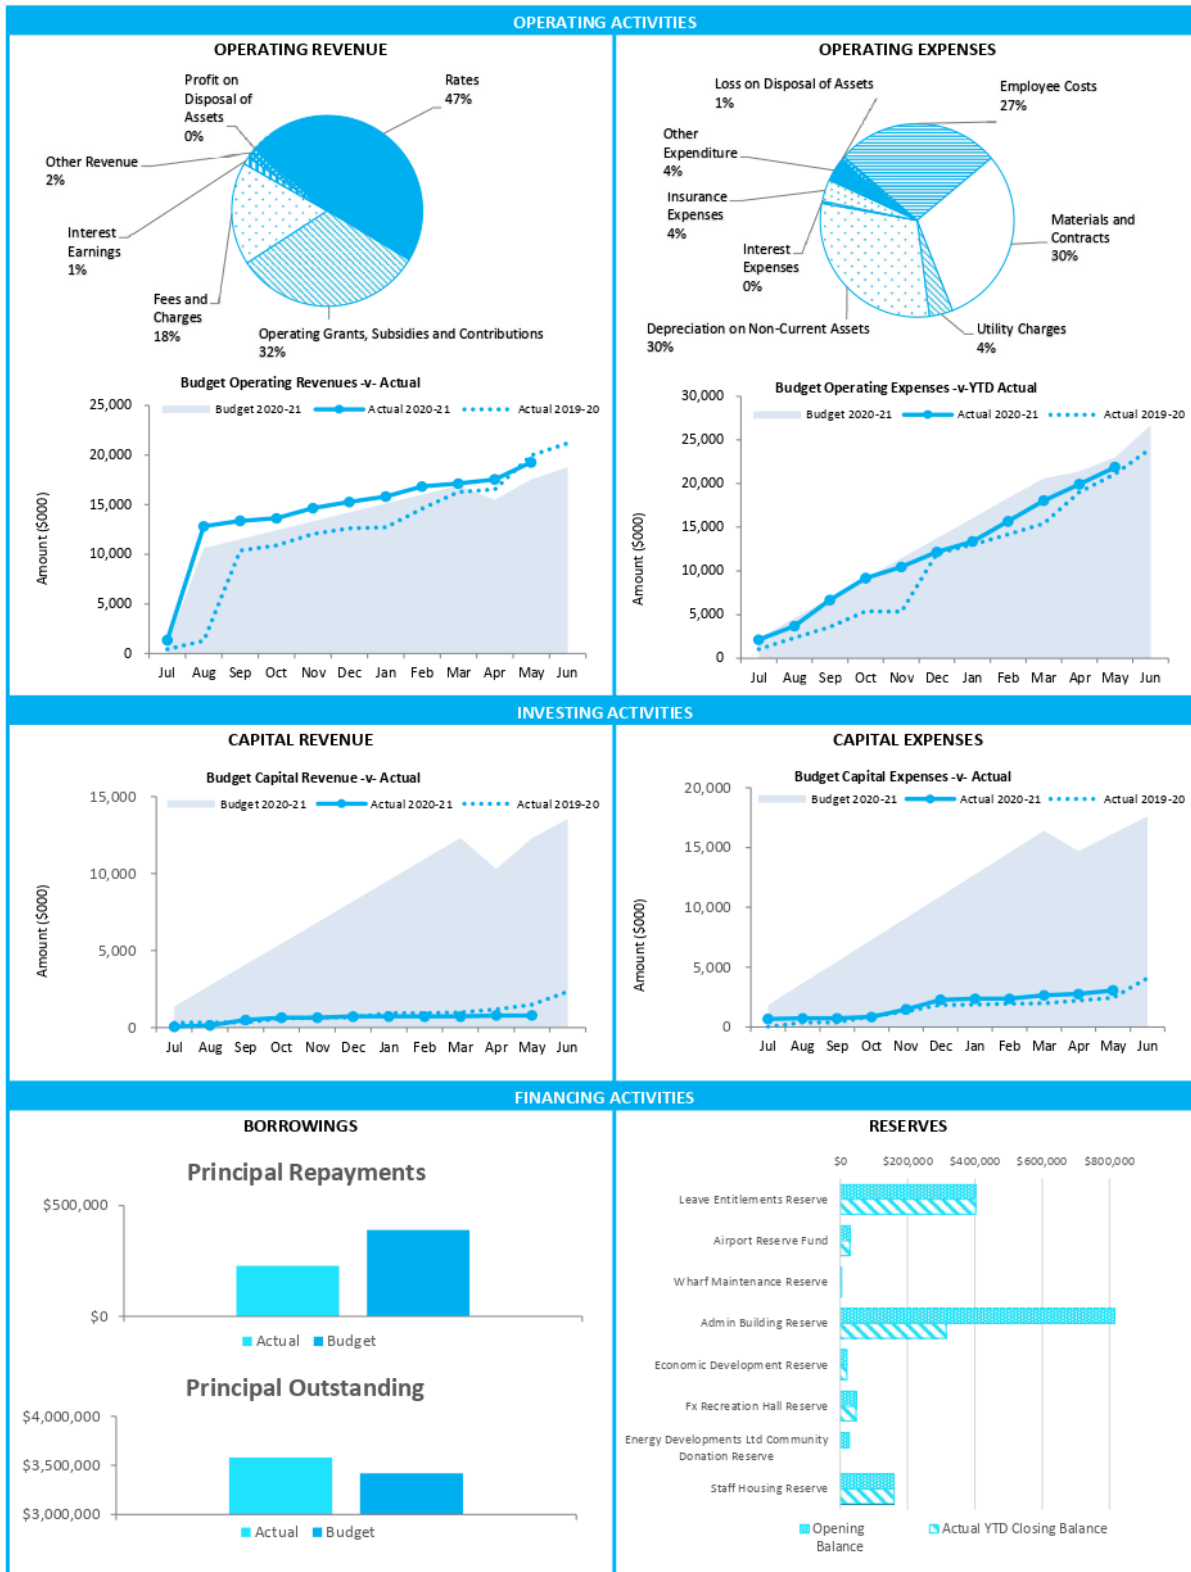 OPERATING ACTIVITIES
OPERATING REVENUE
Profit on
Disposal of
Assets
0%
Rates
47%
Other Revenue
2%
Interest
Earnings
1%
Fees and
Charges
18%
Operating Grants, Subsidies and Contributions
32%
Budget Operating Revenues -v- Actual
Budget 2020-21
Actual 2020-21
Actual 2019-20
Amount ($000)
25,000
20,000
15,000
10,000
5,000
0
Jul Aug Sep Oct Nov Dec Jan Feb Mar Apr May Jun
OPERATING EXPENSES
Loss on Disposal of Assets
1%
Employee Costs
27%
Other
Expenditure
4%
Insurance
Expenses
4%
Interest
Expenses
0%
Materials and
Contracts
30%
Depreciation on Non-Current Assets
30%
Utility Charges
4%
Budget Operating Expenses -v-YTD Actual
Budget 2020-21
Actual 2020-21
Actual 2019-20
Amount ($000)
30,000
25,000
20,000
15,000
10,000
5,000
0
Jul Aug Sep Oct Nov Dec Jan Feb Mar Apr May Jun
INVESTING ACTIVITIES
CAPITAL REVENUE
Budget Capital Revenue -v- Actual
Budget 2020-21
Actual 2020-21
Actual 2019-20
Amount ($000)
15,000
10,000
5,000
0
Jul Aug Sep Oct Nov Dec Jan Feb Mar Apr May Jun
CAPITAL EXPENSES
Budget Capital Expenses -v- Actual
Budget 2020-21
Actual 2020-21
Actual 2019-20
Amount ($000)
20,000
15,000
10,000
5,000
0
Jul Aug Sep Oct Nov Dec Jan Feb Mar Apr May Jun
FINANCING ACTIVITIES
BORROWINGS
Principal Repayments
$500,000
$0
Actual
Budget
Principal Outstanding
$4,000,000
$3,500,000
$3,000,000
Actual
Budget
RESERVES
$0 $200,000 $400,000 $600,000 $800,000
Leave Entitlements Reserve
Airport Reserve Fund
Wharf Maintenance Reserve
Admin Building Reserve
Economic Development Reserve
Fx Recreation Hall Reserve
Energy Developments Ltd Community
Donation Reserve
Staff Housing Reserve
Opening
Balance
Actual YTD Closing Balance